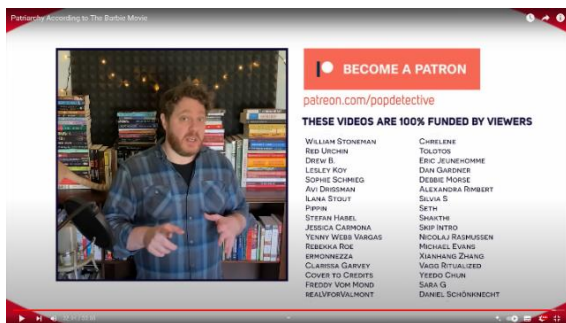 Patriarchy According to The Barbie Movie
BECOME A PATRON
patreon.com/popdetective
THESE VIDEOS ARE 100% FUNDED BY VIEWERS
WILLIAM STONEMAN
RED URCHIN
DREW B.
LESLEY KOY
SOPHIE SCHMIEG
AVI DRISSMAN
ILANA STOUT
PIPPIN
STEFAN HABEL
JESSICA CARMONA
YENNY WEBB VARGAS
REBEKKA ROE
ERMONNEZZA
CLARISSA GARVEY
COVER TO CREDITS
FREDDY VOM MOND
REALVFORVALMONT
CHRELENE
TOLOTOS
ERIC JEUNEHOMME
DAN GARDNER
DEBBIE MORSE
ALEXANDRA RIMBERT
SILVIA S
SETH
SHAKTHI
SKIP INTRO
NICOLAJ RASMUSSEN
MICHAEL EVANS
XIANHANG ZHANG
VAGG RITUALIZED
YEEDO CHUN
SARA G
DANIEL SCHÖNKNECHT